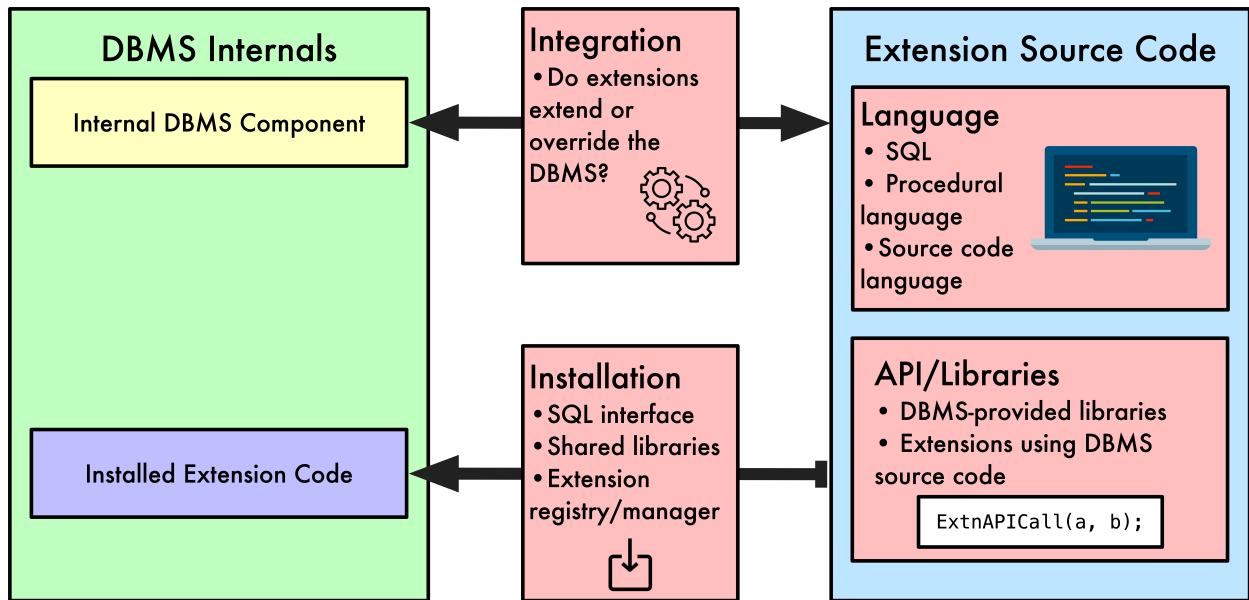 DBMS Internals
Internal DBMS Component
Installed Extension Code
Integration
•Do extensions
extend or
override the
DBMS?
Installation
•SQL interface
•Shared libraries
•Extension
registry/manager
Extension Source Code
Language
• SQL
• Procedural
language
•Source code
language
API/Libraries
• DBMS-provided libraries
• Extensions using DBMS
source code
ExtnAPICall(a, b);